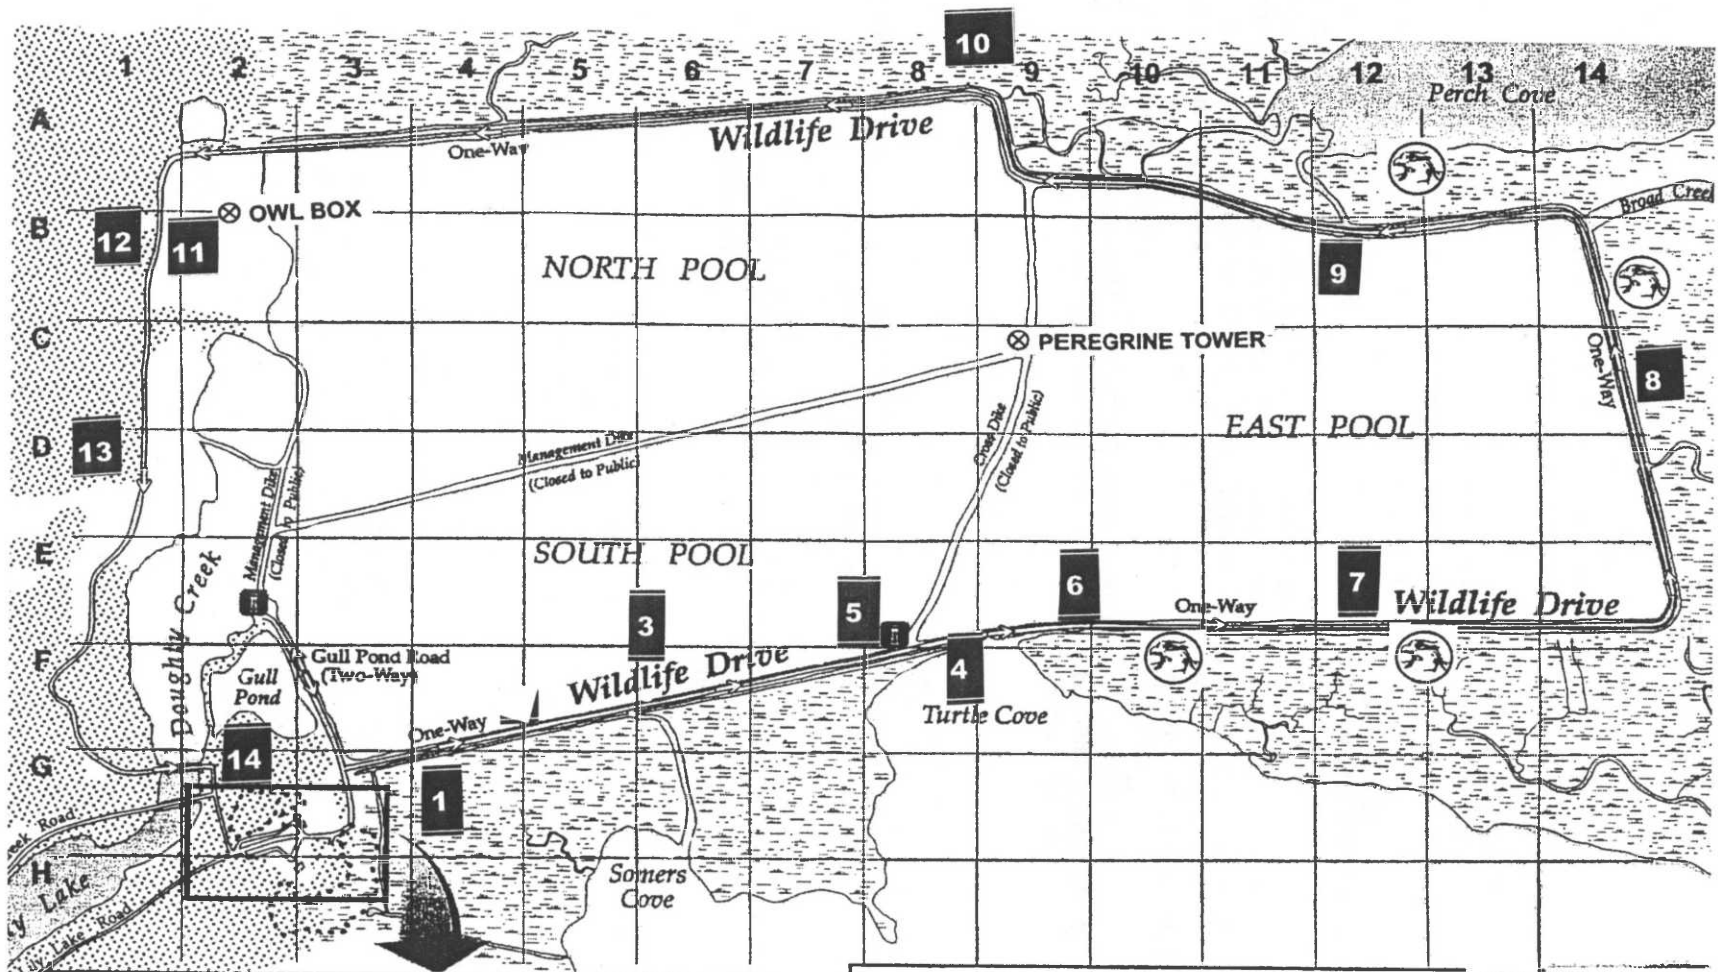 10
1 2 3 4 5 6 7 8 9 10 11 12 13 14
Perch Cove
A
Wildlife Drive
One-Way
Broad Creek
B
12
11
OWL BOX
NORTH POOL
9
C
PEREGRINE TOWER
One-Way
8
D
13
Management Dike
(Closed to Public)
Cross Dike
(Closed to Public)
EAST POOL
Management Dike
(Closed to Public)
E
SOUTH POOL
Doughty Creek
3
5
6
One-Way
7
Wildlife Drive
F
Gull Pond Road
(Two-Way)
Gull
Pond
Wildlife Drive
4
Turtle Cove
One-Way
G
14
1
eek Road
H
y Lake
Lily Lake Road
Somers
Cove